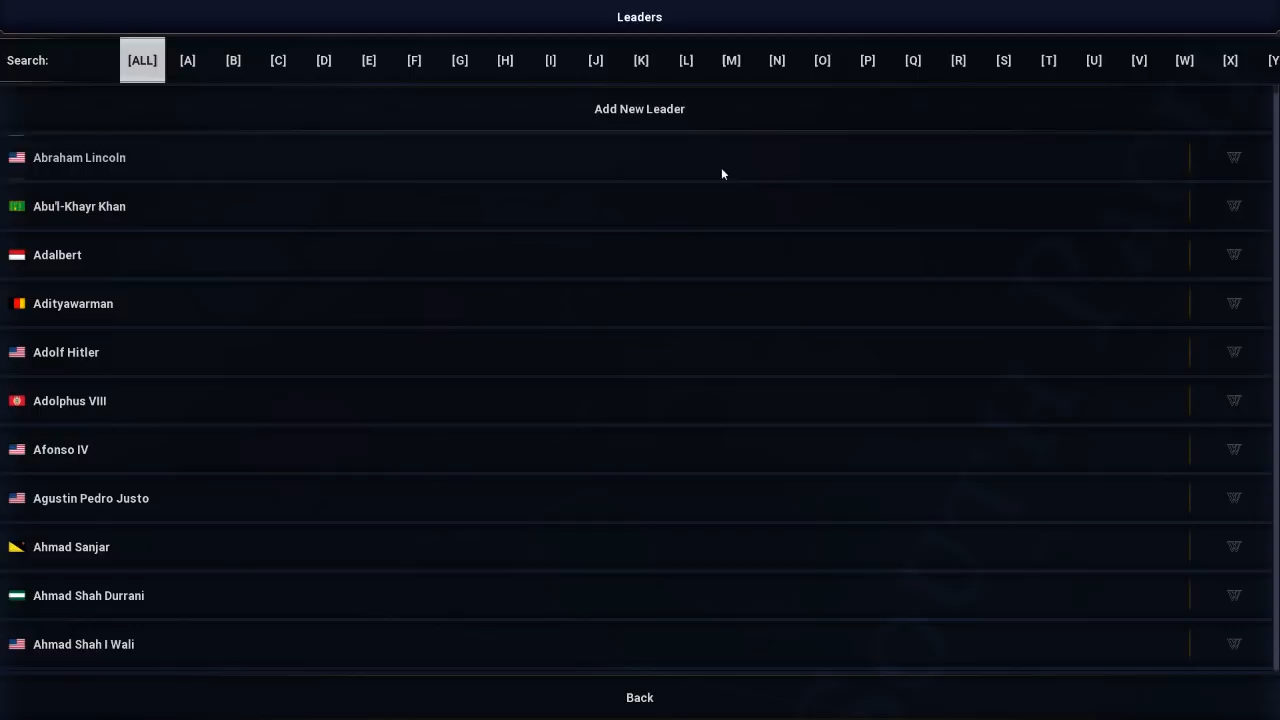 Leaders
Search: [ALL] [A] [B] [C] [D] [E] [F] [G] [H] [I] [J] [K] [L] [M] [N] [O] [P] [Q] [R] [S] [T] [U] [V] [W] [X] [Y
Add New Leader
Abraham Lincoln W
Abu'l-Khayr Khan W
Adalbert W
Adityawarman W
Adolf Hitler W
Adolphus VIII W
Afonso IV W
Agustin Pedro Justo W
Ahmad Sanjar W
Ahmad Shah Durrani W
Ahmad Shah I Wali W
Back